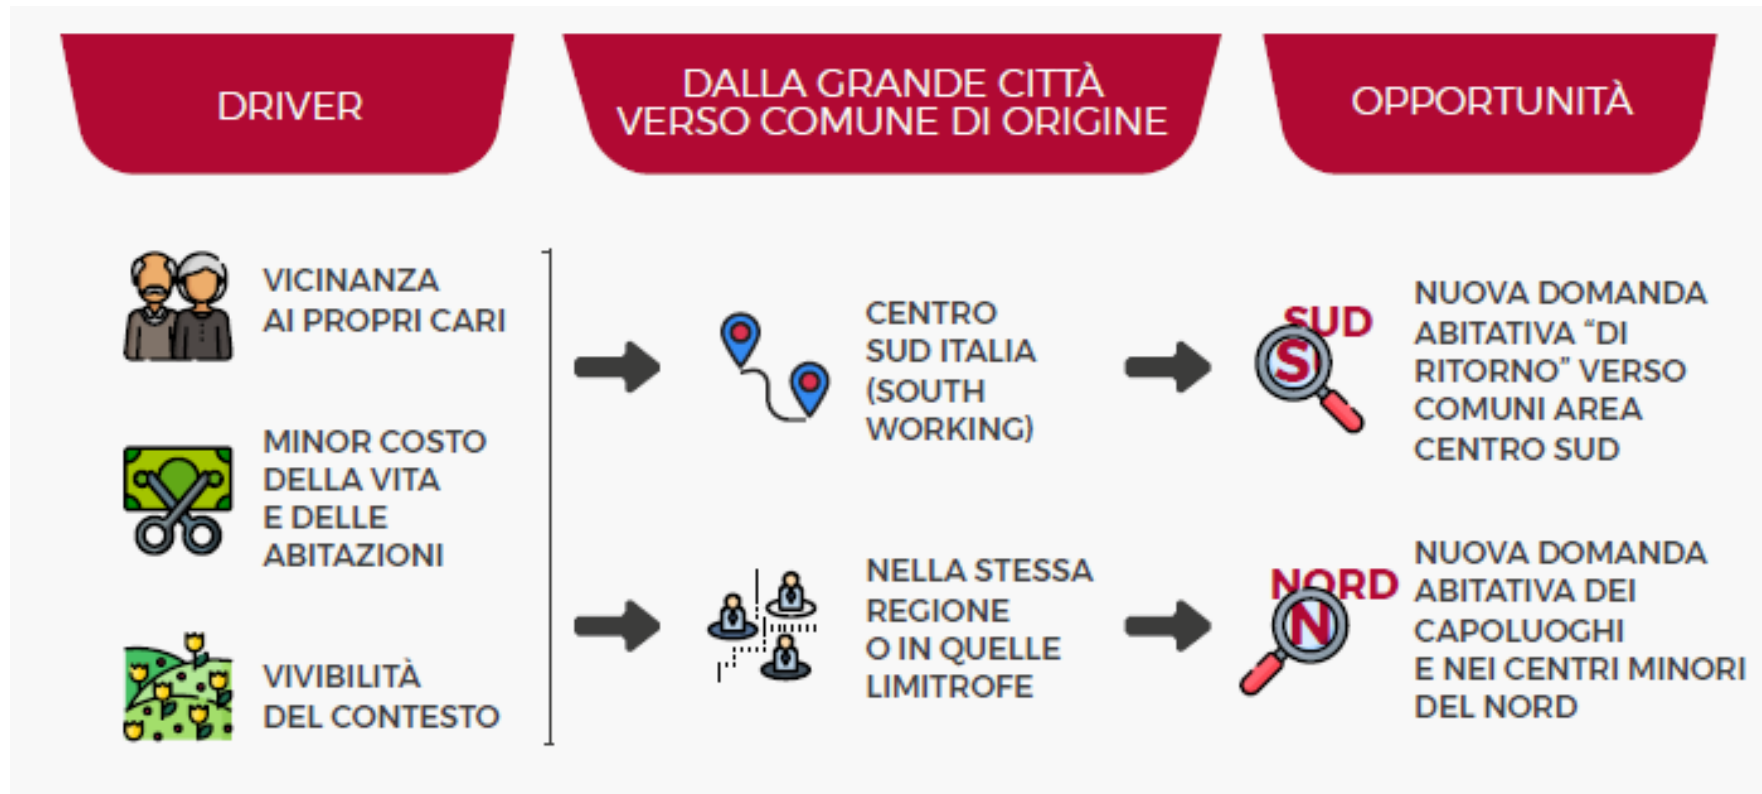 DRIVER
DALLA GRANDE CITTÀ
VERSO COMUNE DI ORIGINE
OPPORTUNITÀ
VICINANZA
AI PROPRI CARI
MINOR COSTO
DELLA VITA
E DELLE
ABITAZIONI
VIVIBILITÀ
DEL CONTESTO
CENTRO
SUD ITALIA
(SOUTH
WORKING)
NELLA STESSA
REGIONE
O IN QUELLE
LIMITROFE
SUD
S
NUOVA DOMANDA
ABITATIVA “DI
RITORNO” VERSO
COMUNI AREA
CENTRO SUD
NORD
N
NUOVA DOMANDA
ABITATIVA DEI
CAPOLUOGHI
E NEI CENTRI MINORI
DEL NORD